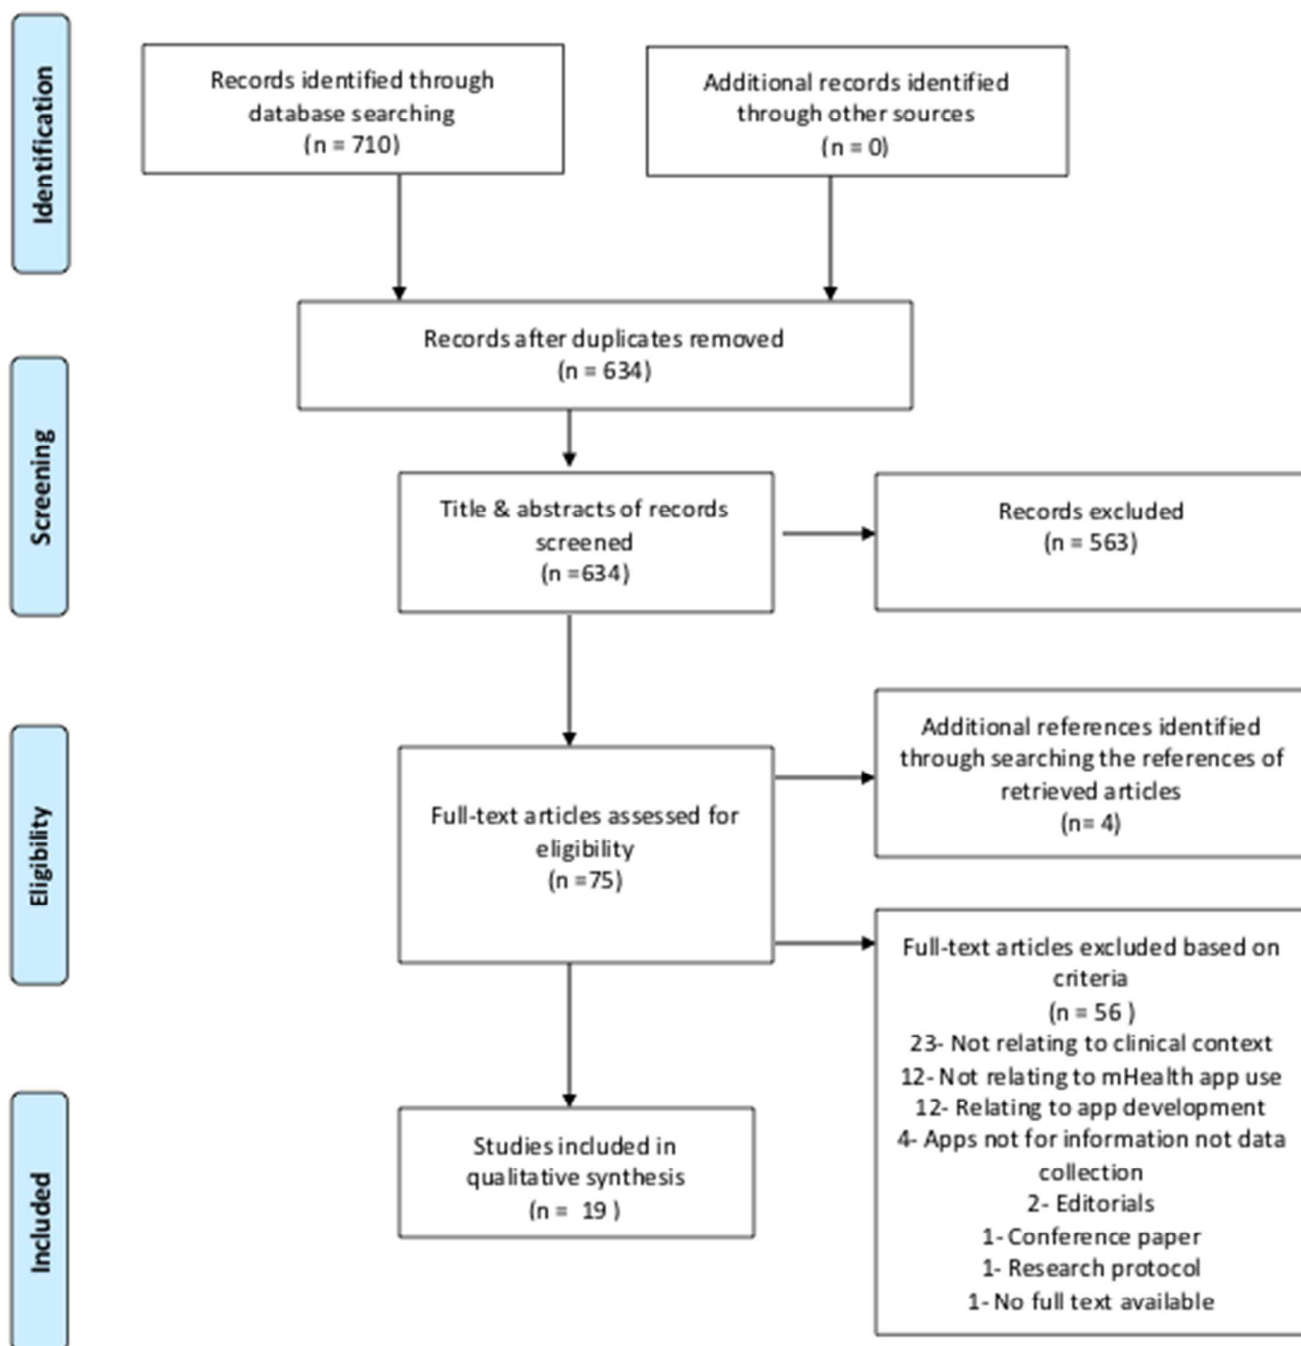 Identification
Records identified through
database searching
(n = 710)
Additional records identified
through other sources
(n = 0)
Records after duplicates removed
(n = 634)
Screening
Title & abstracts of records
screened
(n =634)
Records excluded
(n = 563)
Eligibility
Full-text articles assessed for
eligibility
(n =75)
Additional references identified
through searching the references of
retrieved articles
(n= 4)
Full-text articles excluded based on
criteria
(n = 56 )
23- Not relating to clinical context
12- Not relating to mHealth app use
12- Relating to app development
4- Apps not for information not data
collection
2- Editorials
1- Conference paper
1- Research protocol
1- No full text available
Included
Studies included in
qualitative synthesis
(n = 19 )